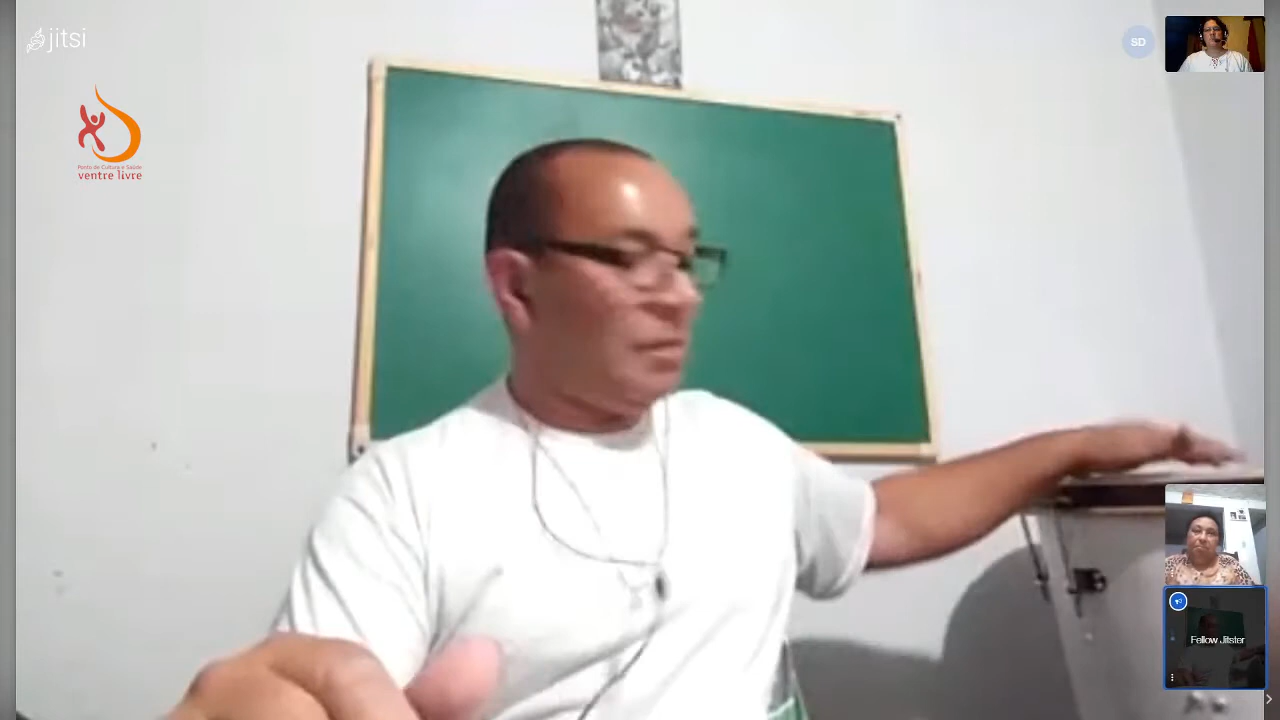 jitsi
SD
Ponto de Cultura e Saúde
ventre livre
Fellow Jitster